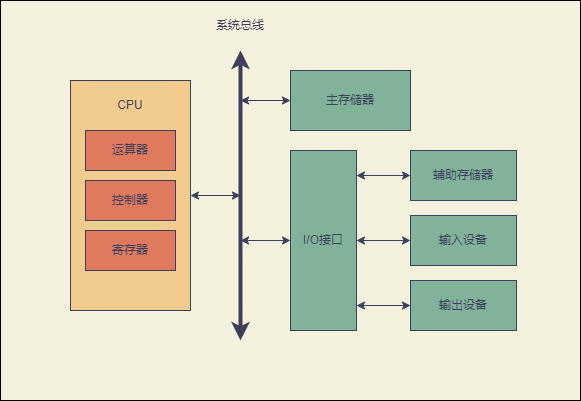 系统总线
CPU
运算器
控制器
寄存器
主存储器
I/O接口
辅助存储器
输入设备
输出设备